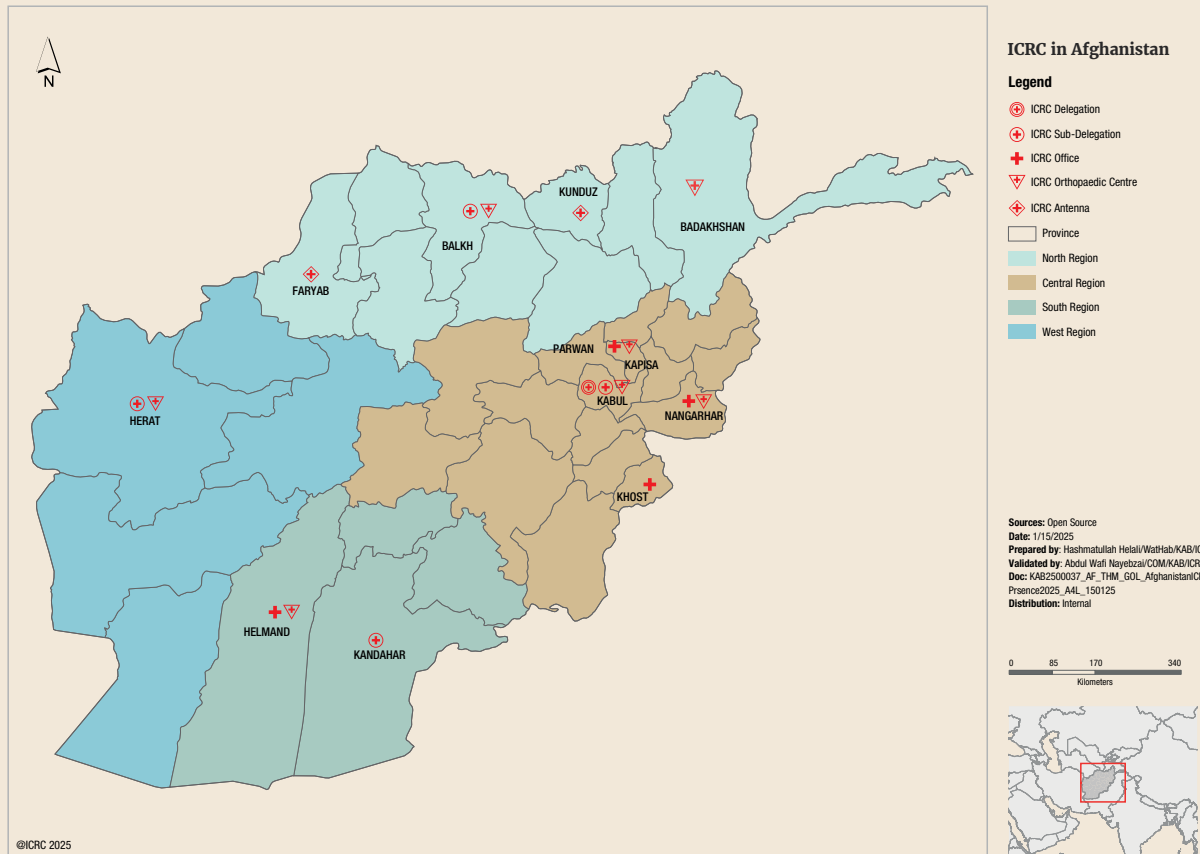 N
KUNDUZ
BADAKHSHAN
BALKH
FARYAB
PARWAN
KAPISA
KABUL
NANGARHAR
HERAT
KHOST
HELMAND
KANDAHAR
@ICRC 2025
ICRC in Afghanistan
Legend
ICRC Delegation
ICRC Sub-Delegation
ICRC Office
ICRC Orthopaedic Centre
ICRC Antenna
Province
North Region
Central Region
South Region
West Region
Sources: Open Source
Date: 1/15/2025
Prepared by: Hashmatullah Helali/WatHab/KAB/IC
Validated by: Abdul Wafi Nayebzai/COM/KAB/ICR
Doc: KAB2500037_AF_THM_GOL_AfghanistanIC
Prsence2025_A4L_150125
Distribution: Internal
0 85 170 340
Kilometers